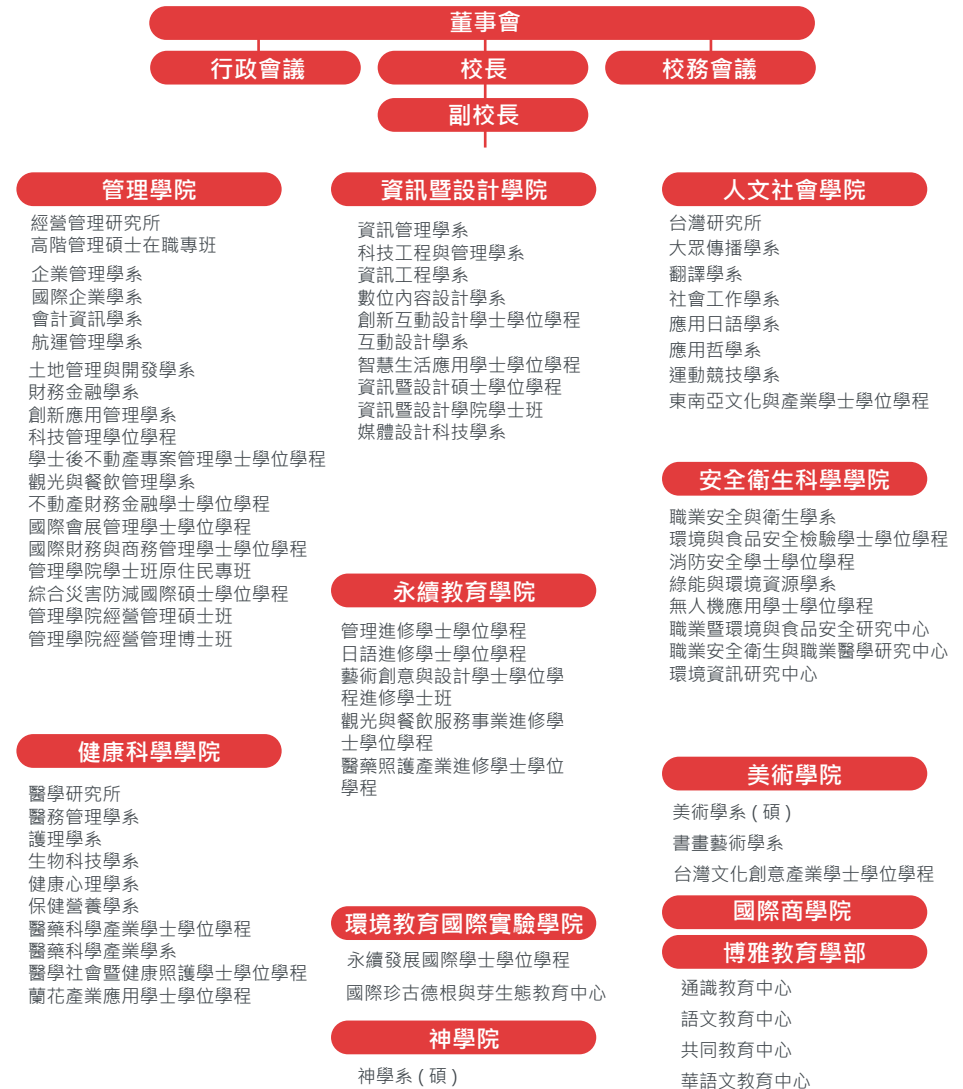 董事會
行政會議
校長
校務會議
副校長
管理學院
經營管理研究所
高階管理碩士在職專班
企業管理學系
國際企業學系
會計資訊學系
航運管理學系
土地管理與開發學系
財務金融學系
創新應用管理學系
科技管理學位學程
學士後不動產專案管理學士學位學程
觀光與餐飲管理學系
不動產財務金融學士學位學程
國際會展管理學士學位學程
國際財務與商務管理學士學位學程
管理學院學士班原住民專班
綜合災害防減國際碩士學位學程
管理學院經營管理碩士班
管理學院經營管理博士班
健康科學學院
醫學研究所
醫務管理學系
護理學系
生物科技學系
健康心理學系
保健營養學系
醫藥科學產業學士學位學程
醫藥科學產業學系
醫學社會暨健康照護學士學位學程
蘭花產業應用學士學位學程
資訊暨設計學院
資訊管理學系
科技工程與管理學系
資訊工程學系
數位內容設計學系
創新互動設計學士學位學程
互動設計學系
智慧生活應用學士學位學程
資訊暨設計碩士學位學程
資訊暨設計學院學士班
媒體設計科技學系
永續教育學院
管理進修學士學位學程
日語進修學士學位學程
藝術創意與設計學士學位學
程進修學士班
觀光與餐飲服務事業進修學
士學位學程
醫藥照護產業進修學士學位
學程
環境教育國際實驗學院
永續發展國際學士學位學程
國際珍古德根與芽生態教育中心
神學院
神學系 ( 碩 )
人文社會學院
台灣研究所
大眾傳播學系
翻譯學系
社會工作學系
應用日語學系
應用哲學系
運動競技學系
東南亞文化與產業學士學位學程
安全衛生科學學院
職業安全與衛生學系
環境與食品安全檢驗學士學位學程
消防安全學士學位學程
綠能與環境資源學系
無人機應用學士學位學程
職業暨環境與食品安全研究中心
職業安全衛生與職業醫學研究中心
環境資訊研究中心
美術學院
美術學系 ( 碩 )
書畫藝術學系
台灣文化創意產業學士學位學程
國際商學院
博雅教育學部
通識教育中心
語文教育中心
共同教育中心
華語文教育中心